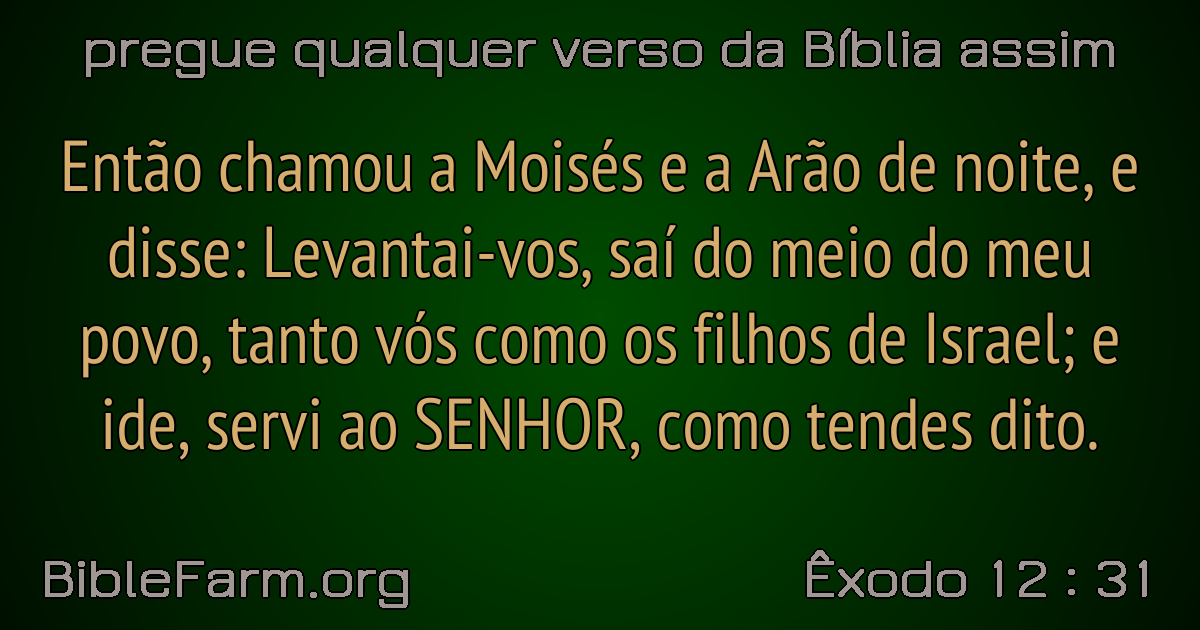 pregue qualquer verso da Bíblia assim
Então chamou a Moisés e a Arão de noite, e
disse: Levantai-vos, saí do meio do meu
povo, tanto vós como os filhos de Israel; e
ide, servi ao SENHOR, como tendes dito.
BibleFarm.org
Êxodo 12 : 31